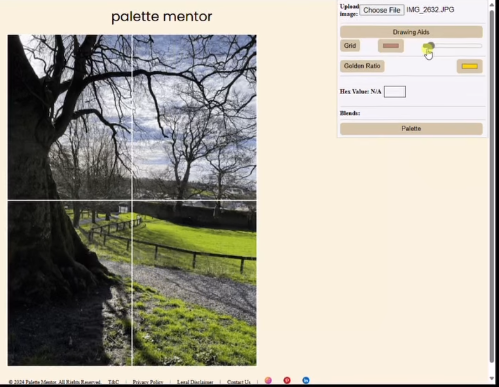 palette mentor
Upload image: Choose File IMG_2632.JPG
Drawing Aids
Grid
Golden Ratio
Hex Value: N/A
Blends:
Palette
© 2024 Palette Mentor. All Rights Reserved. T&C | Privacy Policy | Legal Disclaimer | Contact Us |